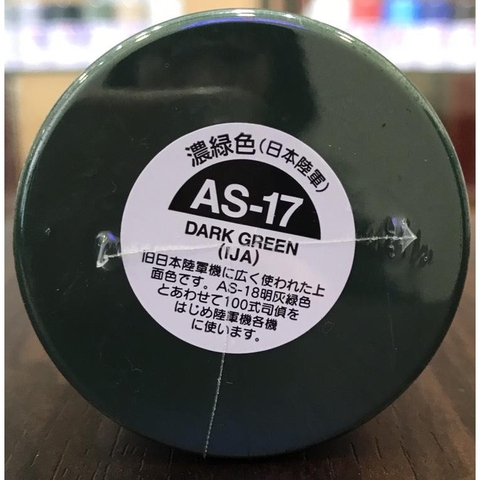 濃緑色(日本陸軍)
AS-17
DARK GREEN
(IJA)
旧日本陸軍機に広く使われた上
面色です。AS-18明灰緑色
とあわせて100式司偵を
はじめ陸軍機各機
に使います。